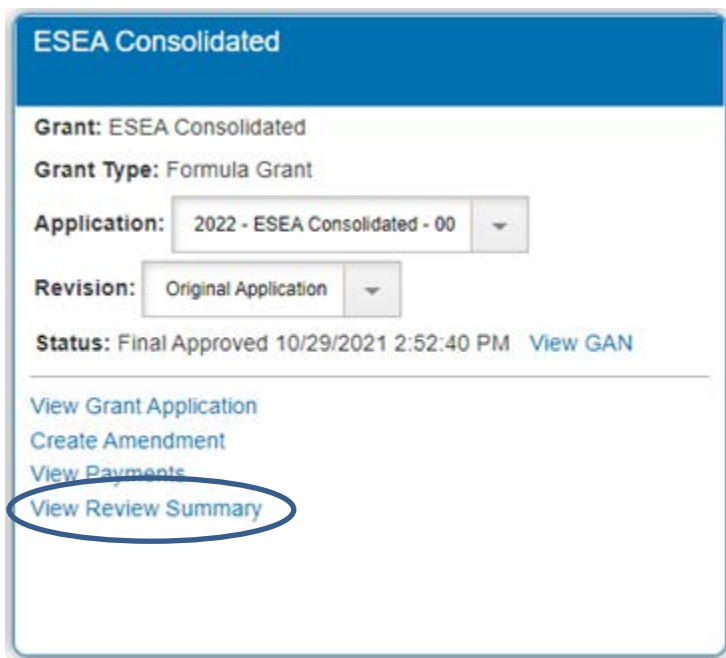 ESEA Consolidated
Grant: ESEA Consolidated
Grant Type: Formula Grant
Application: 2022 - ESEA Consolidated - 00
Revision: Original Application
Status: Final Approved 10/29/2021 2:52:40 PM View GAN
View Grant Application
Create Amendment
View Payments
View Review Summary